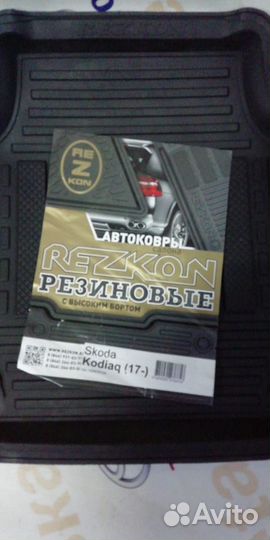 RE
Z
KON
АВТОКОВРЫ
REZKON
РЕЗИНОВЫЕ
С ВЫСОКИМ БОРТОМ
Skoda
Kodiaq (17-)
Avito